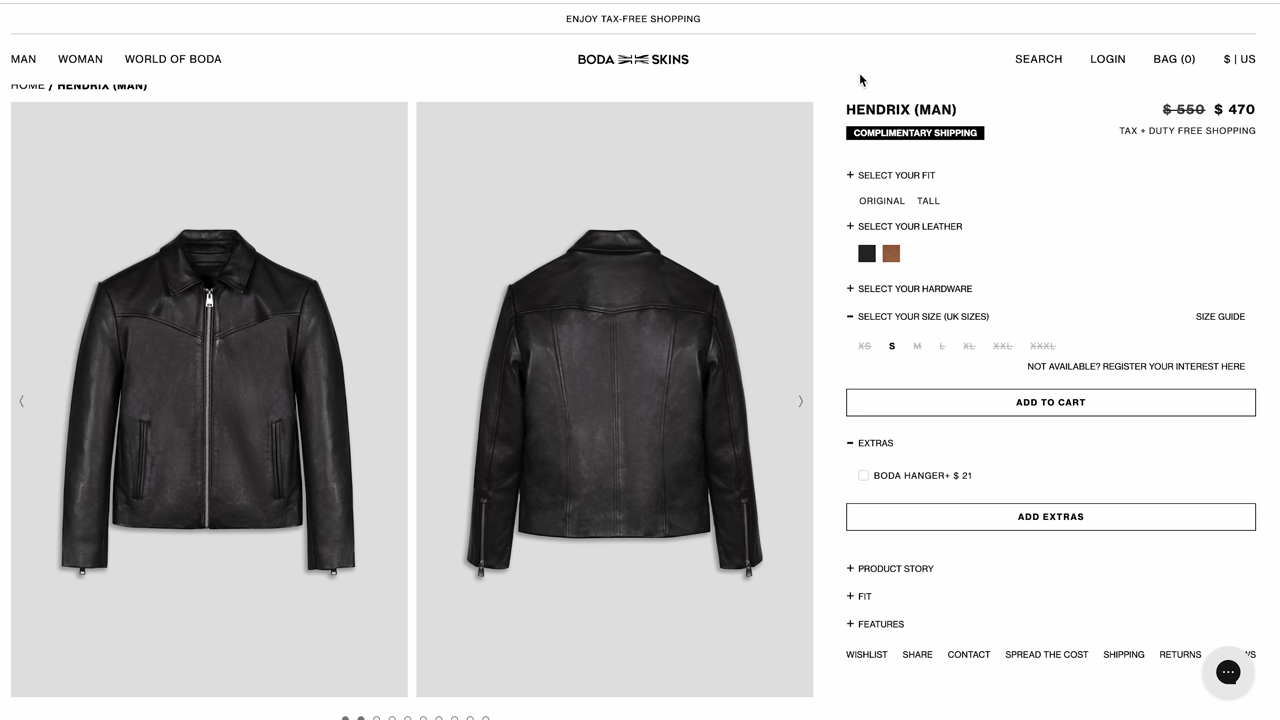 ENJOY TAX-FREE SHOPPING
MAN WOMAN WORLD OF BODA BODA SKINS SEARCH LOGIN BAG (0) $ | US
HOME / HENDRIX (MAN)
HENDRIX (MAN) $ 550 $ 470
COMPLIMENTARY SHIPPING TAX + DUTY FREE SHOPPING
+ SELECT YOUR FIT
ORIGINAL TALL
+ SELECT YOUR LEATHER
+ SELECT YOUR HARDWARE
− SELECT YOUR SIZE (UK SIZES) SIZE GUIDE
XS S M L XL XXL XXXL
NOT AVAILABLE? REGISTER YOUR INTEREST HERE
ADD TO CART
− EXTRAS
BODA HANGER+ $ 21
ADD EXTRAS
+ PRODUCT STORY
+ FIT
+ FEATURES
WISHLIST SHARE CONTACT SPREAD THE COST SHIPPING RETURNS